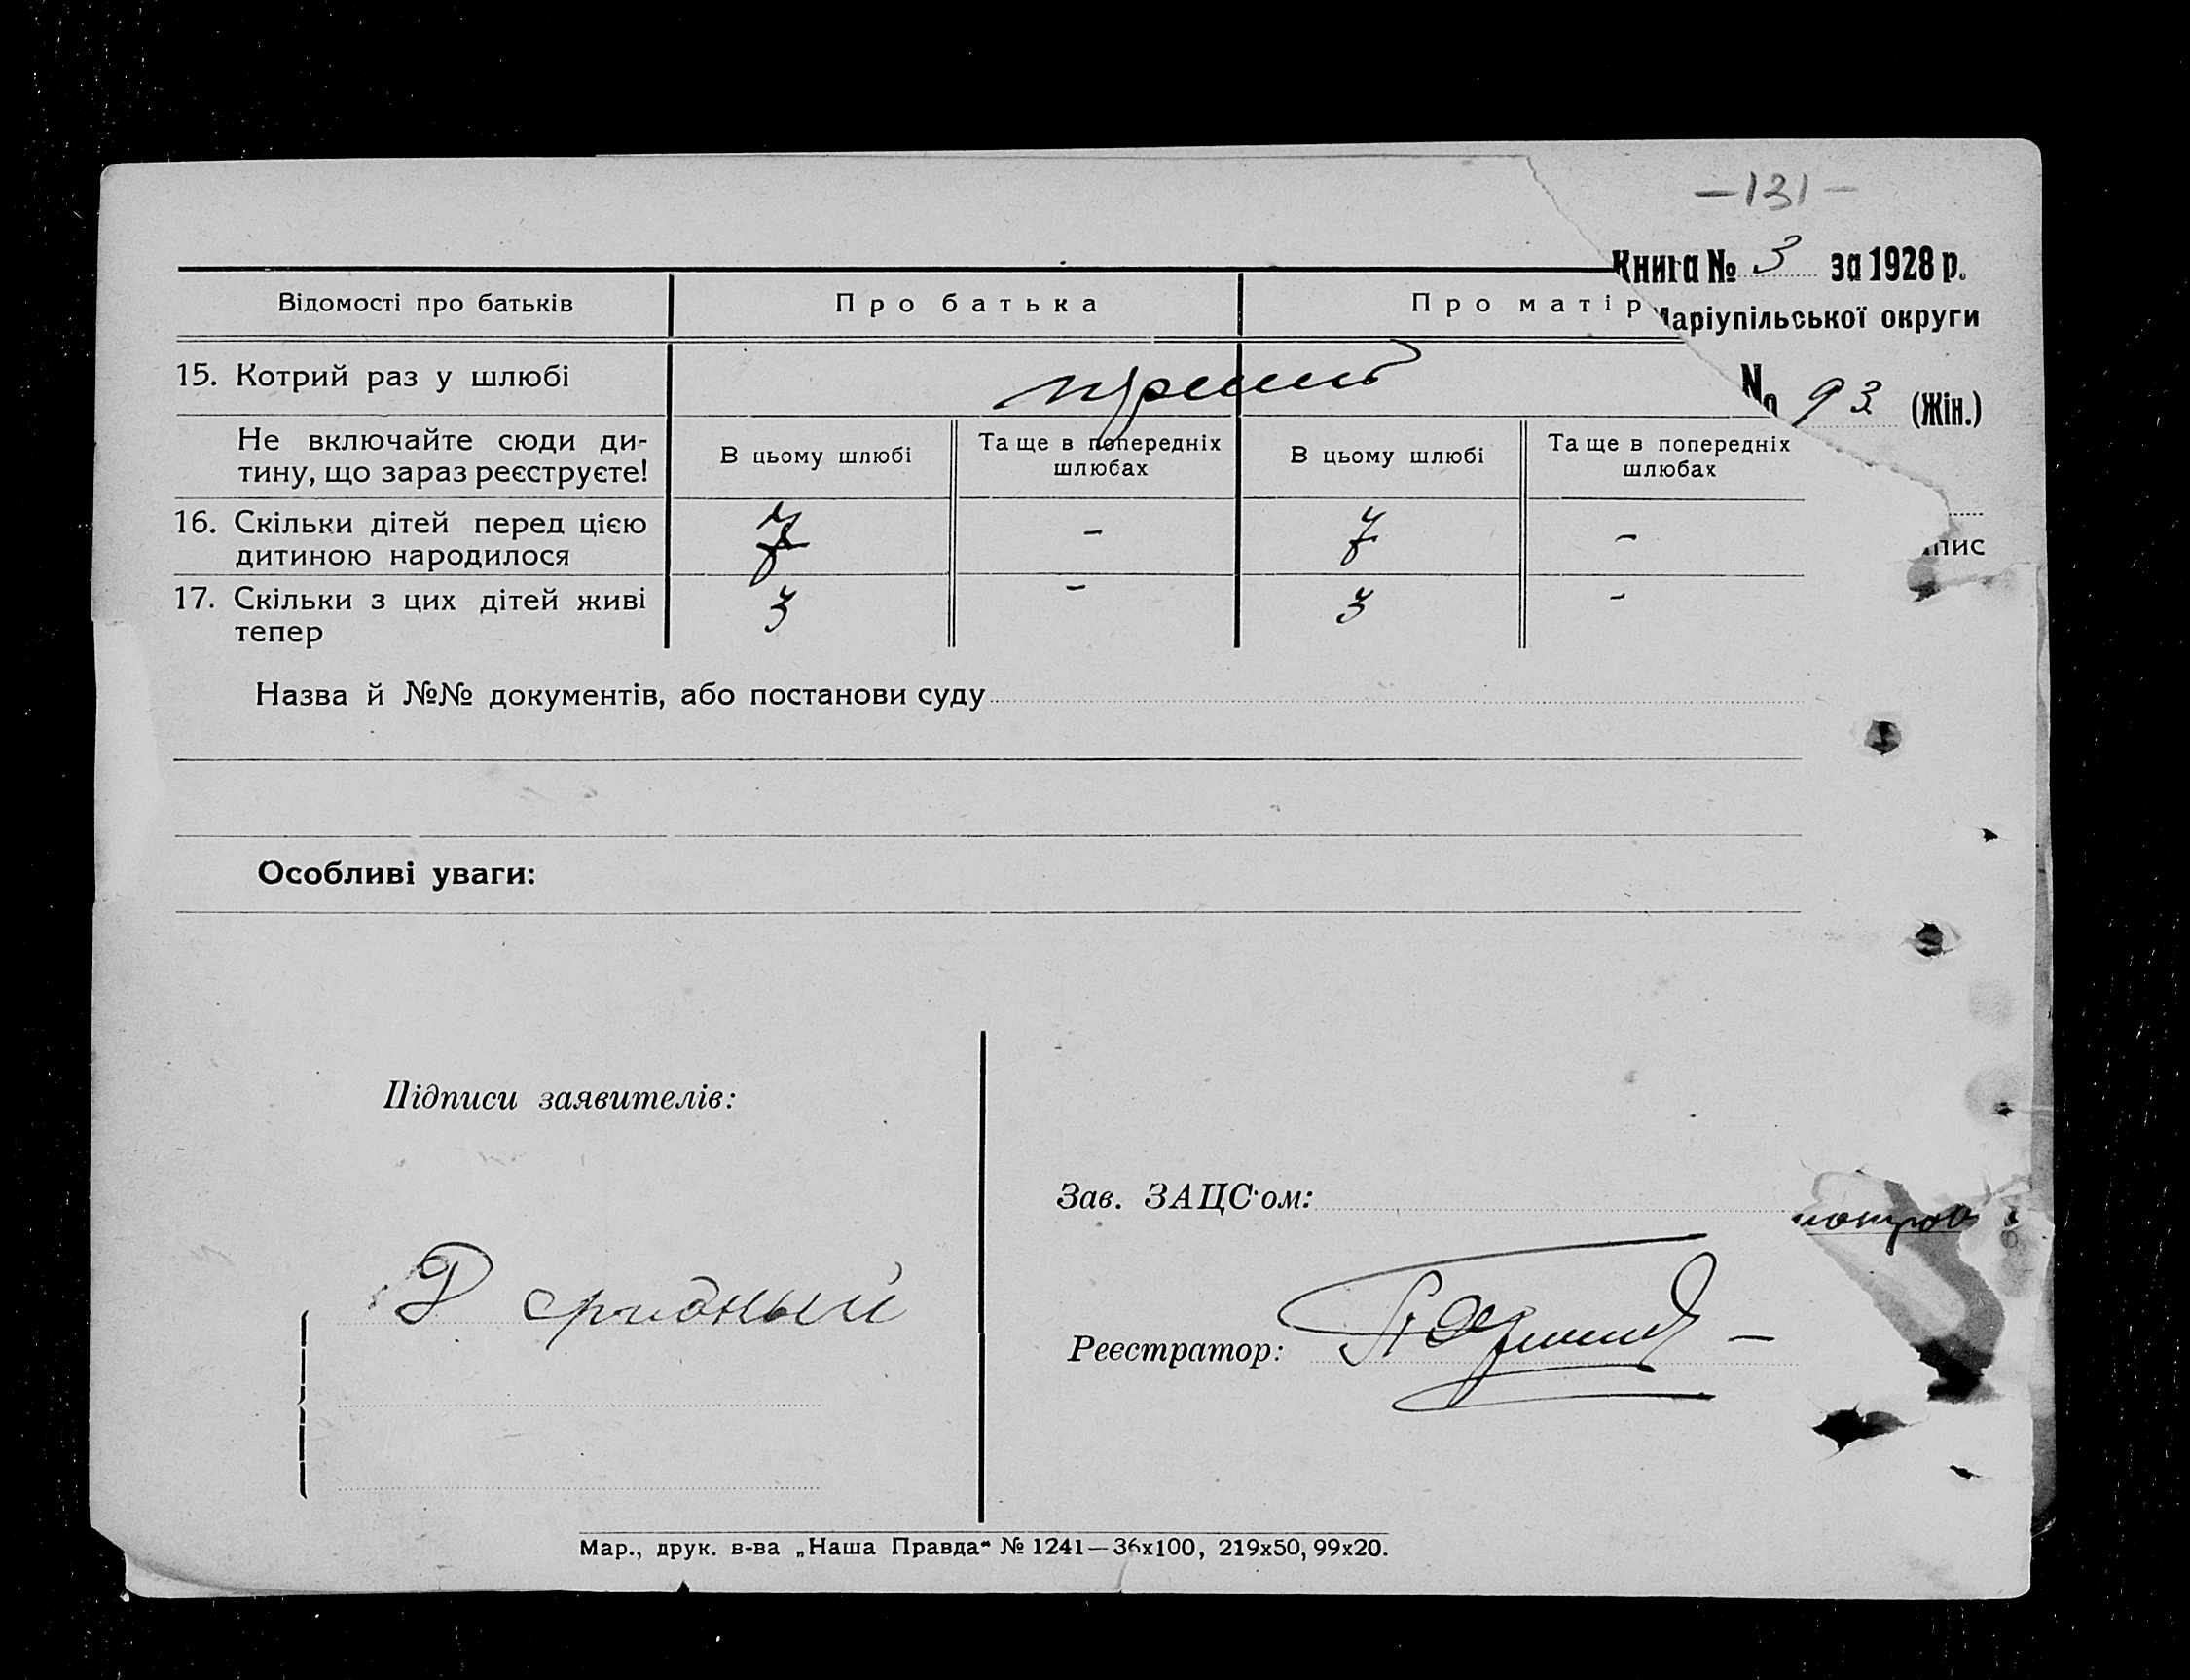 —131—
Книга № 3 за 1928 р.
Маріупільської округи
№ 93 (Жін.)
пис
Відомості про батьків Про батька Про матір
15. Котрий раз у шлюбі
Не включайте сюди ди-
тину, що зараз реєструєте!
В цьому шлюбі Та ще в попередніх шлюбах В цьому шлюбі Та ще в попередніх шлюбах
16. Скільки дітей перед цією
дитиною народилося 7 – 7 –
17. Скільки з цих дітей живі
тепер 3 – 3 –
Назва й №№ документів, або постанови суду
Особливі уваги:
Підписи заявителів:
Зав. ЗАЦС'ом:
Реєстратор:
Мар., друк. в-ва „Наша Правда" № 1241—36х100, 219х50, 99х20.